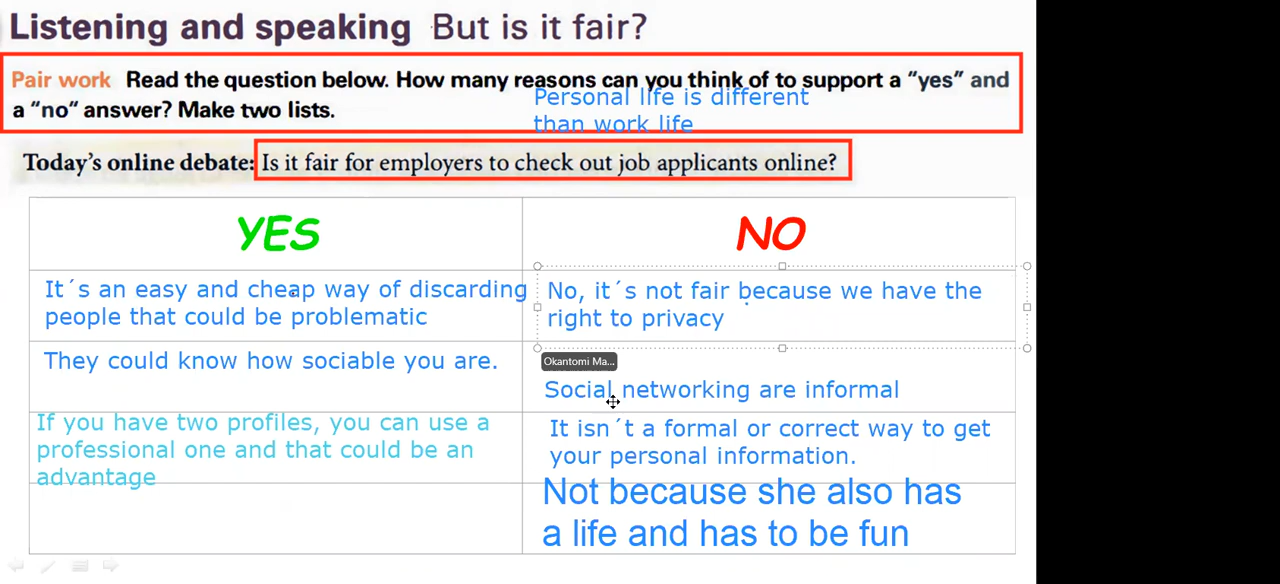 Listening and speaking But is it fair?
Pair work Read the question below. How many reasons can you think of to support a “yes” and
a “no” answer? Make two lists.
Personal life is different
than work life
Today’s online debate: Is it fair for employers to check out job applicants online?
YES
NO
It´s an easy and cheap way of discarding
people that could be problematic
No, it´s not fair because we have the
right to privacy
They could know how sociable you are.
Okantomi Ma...
Social networking are informal
If you have two profiles, you can use a
professional one and that could be an
advantage
It isn´t a formal or correct way to get
your personal information.
Not because she also has
a life and has to be fun